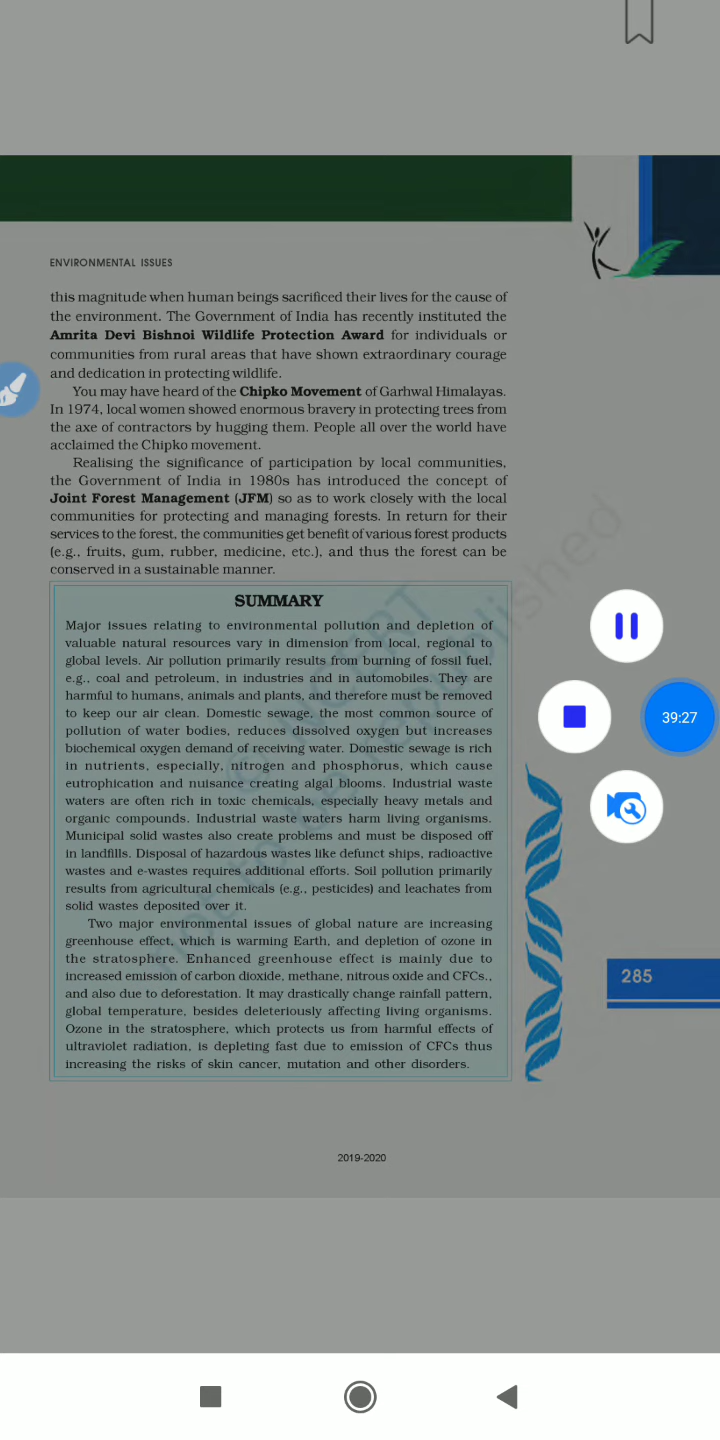 ENVIRONMENTAL ISSUES
this magnitude when human beings sacrificed their lives for the cause of
the environment. The Government of India has recently instituted the
Amrita Devi Bishnoi Wildlife Protection Award for individuals or
communities from rural areas that have shown extraordinary courage
and dedication in protecting wildlife.
You may have heard of the Chipko Movement of Garhwal Himalayas.
In 1974, local women showed enormous bravery in protecting trees from
the axe of contractors by hugging them. People all over the world have
acclaimed the Chipko movement.
Realising the significance of participation by local communities,
the Government of India in 1980s has introduced the concept of
Joint Forest Management (JFM) so as to work closely with the local
communities for protecting and managing forests. In return for their
services to the forest, the communities get benefit of various forest products
(e.g., fruits, gum, rubber, medicine, etc.), and thus the forest can be
conserved in a sustainable manner.
SUMMARY
Major issues relating to environmental pollution and depletion of
valuable natural resources vary in dimension from local, regional to
global levels. Air pollution primarily results from burning of fossil fuel,
e.g., coal and petroleum, in industries and in automobiles. They are
harmful to humans, animals and plants, and therefore must be removed
to keep our air clean. Domestic sewage, the most common source of
pollution of water bodies, reduces dissolved oxygen but increases
biochemical oxygen demand of receiving water. Domestic sewage is rich
in nutrients, especially, nitrogen and phosphorus, which cause
eutrophication and nuisance creating algal blooms. Industrial waste
waters are often rich in toxic chemicals, especially heavy metals and
organic compounds. Industrial waste waters harm living organisms.
Municipal solid wastes also create problems and must be disposed off
in landfills. Disposal of hazardous wastes like defunct ships, radioactive
wastes and e-wastes requires additional efforts. Soil pollution primarily
results from agricultural chemicals (e.g., pesticides) and leachates from
solid wastes deposited over it.
Two major environmental issues of global nature are increasing
greenhouse effect, which is warming Earth, and depletion of ozone in
the stratosphere. Enhanced greenhouse effect is mainly due to
increased emission of carbon dioxide, methane, nitrous oxide and CFCs.,
and also due to deforestation. It may drastically change rainfall pattern,
global temperature, besides deleteriously affecting living organisms.
Ozone in the stratosphere, which protects us from harmful effects of
ultraviolet radiation, is depleting fast due to emission of CFCs thus
increasing the risks of skin cancer, mutation and other disorders.
© NCERT
not to be republished
39:27
285
2019-2020